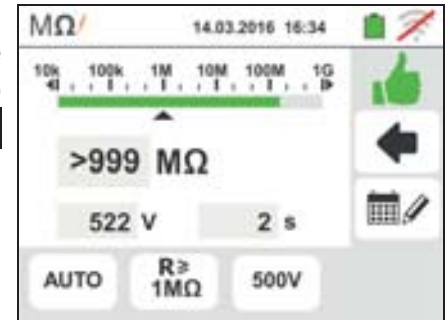 MΩ 14.03.2016 16:34
10k 100k 1M 10M 100M 1G
>999 MΩ
522 V 2 s
AUTO R≥ 1MΩ 500V